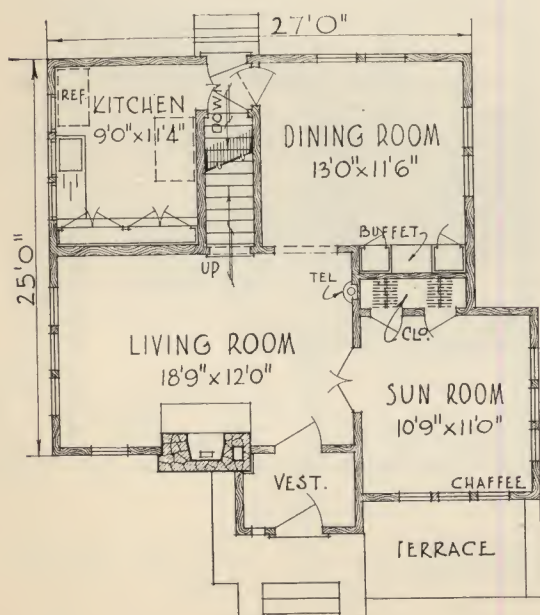 27'0"
REF
KITCHEN
9'0"x11'4"
DOWN
DINING ROOM
13'0"x11'6"
25'0"
BUFFET
UP
TEL
CLO.
LIVING ROOM
18'9"x12'0"
SUN ROOM
10'9"x11'0"
CHAFFEE
VEST.
TERRACE